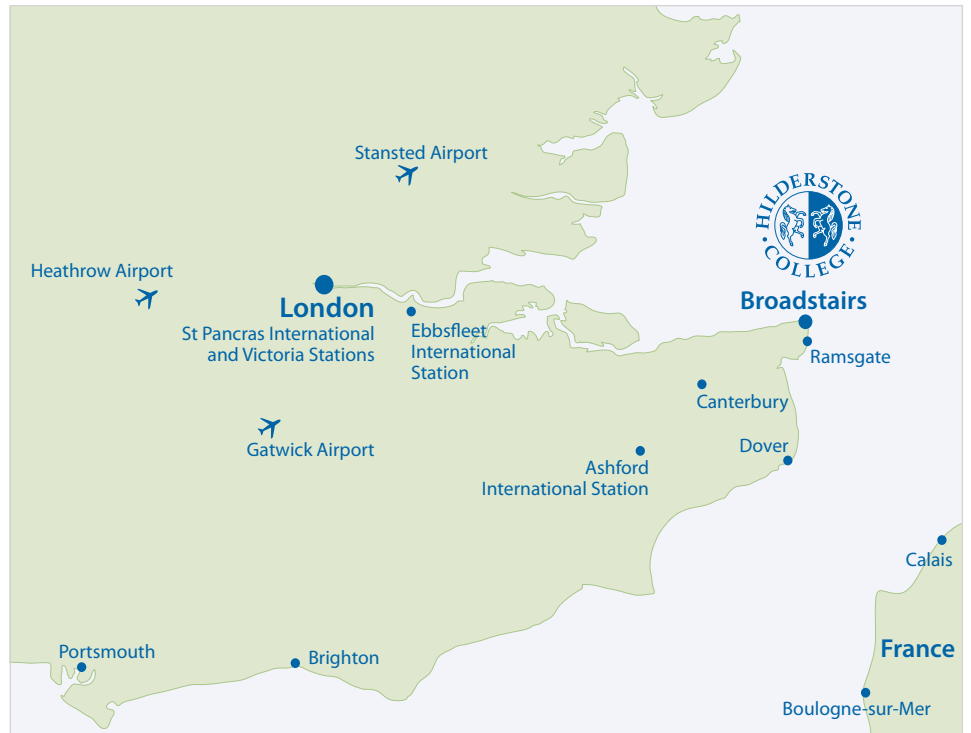 Stansted Airport
HILDERSTONE
• COLLEGE •
Heathrow Airport
London
St Pancras International
and Victoria Stations
Ebbsfleet
International
Station
Broadstairs
Ramsgate
Canterbury
Gatwick Airport
Dover
Ashford
International Station
Calais
France
Portsmouth
Brighton
Boulogne-sur-Mer